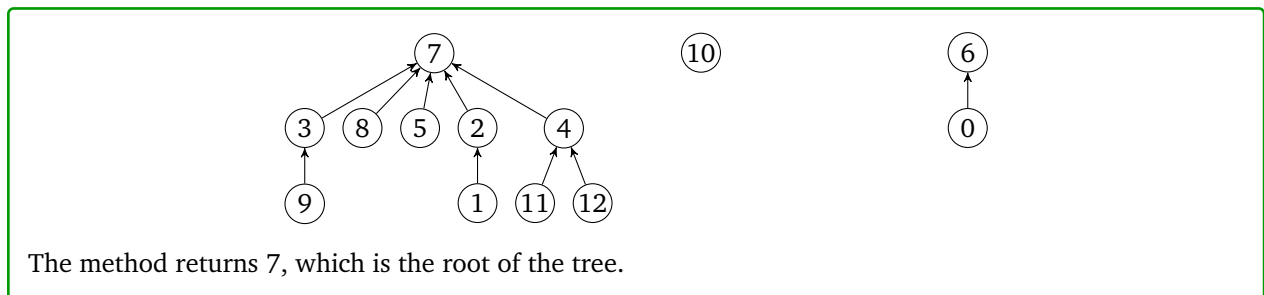 7 10 6
3 8 5 2 4 0
9 1 11 12
The method returns 7, which is the root of the tree.